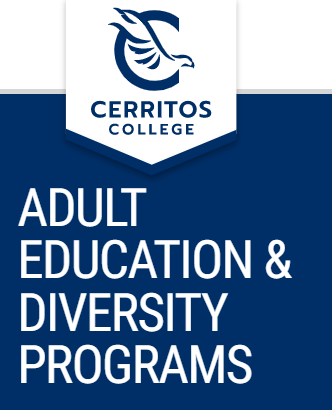 CERRITOS
COLLEGE
ADULT
EDUCATION &
DIVERSITY
PROGRAMS